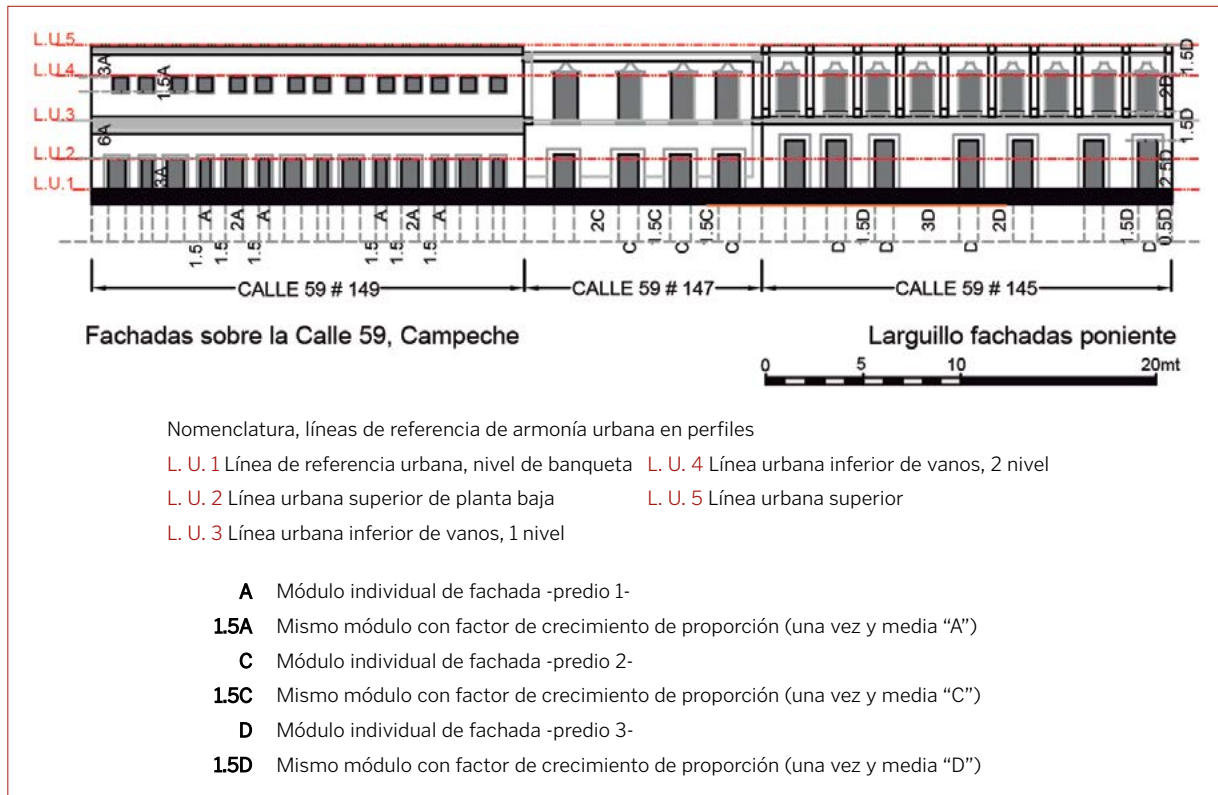 L.U.5
L.U.4
L.U.3
L.U.2
L.U.1
3A
1.5A
6A
3A
1.5D
2D
1.5D
2.5D
A
2A
A
A
2A
A
1.5
1.5
1.5
1.5
1.5
1.5
2C
1.5C
1.5C
C
C
C
1.5D
3D
2D
1.5D
0.5D
D
D
D
D
CALLE 59 # 149
CALLE 59 # 147
CALLE 59 # 145
Fachadas sobre la Calle 59, Campeche
Larguillo fachadas poniente
0 5 10 20mt
Nomenclatura, líneas de referencia de armonía urbana en perfiles
L. U. 1 Línea de referencia urbana, nivel de banqueta L. U. 4 Línea urbana inferior de vanos, 2 nivel
L. U. 2 Línea urbana superior de planta baja L. U. 5 Línea urbana superior
L. U. 3 Línea urbana inferior de vanos, 1 nivel
A Módulo individual de fachada -predio 1-
1.5A Mismo módulo con factor de crecimiento de proporción (una vez y media “A”)
C Módulo individual de fachada -predio 2-
1.5C Mismo módulo con factor de crecimiento de proporción (una vez y media “C”)
D Módulo individual de fachada -predio 3-
1.5D Mismo módulo con factor de crecimiento de proporción (una vez y media “D”)